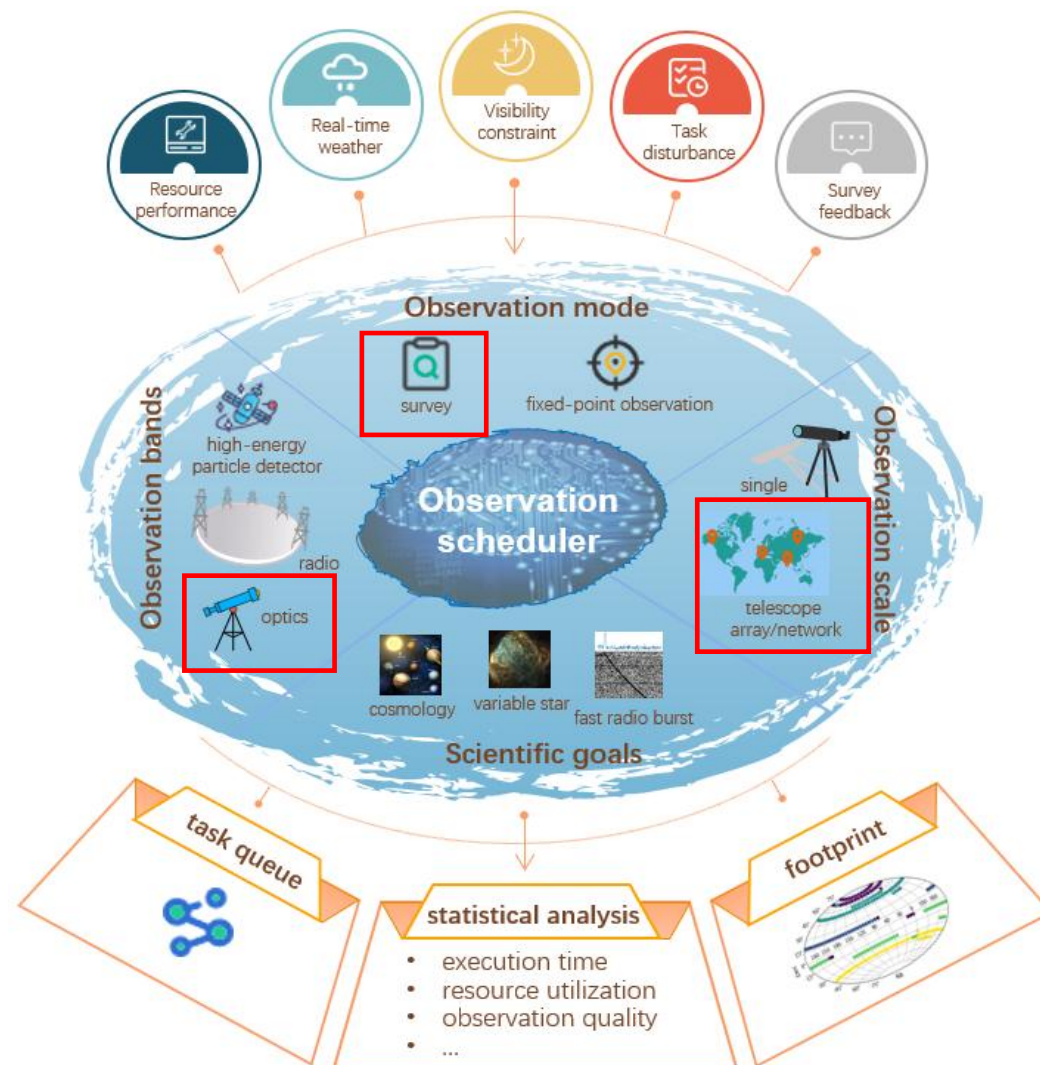 Resource
performance
Real-time
weather
Visibility
constraint
Task
disturbance
Survey
feedback
Observation mode
survey
fixed-point observation
Observation bands
high-energy
particle detector
radio
optics
Observation
scheduler
Observation scale
single
telescope
array/network
cosmology
variable star
fast radio burst
Scientific goals
task queue
statistical analysis
• execution time
• resource utilization
• observation quality
• ...
footprint